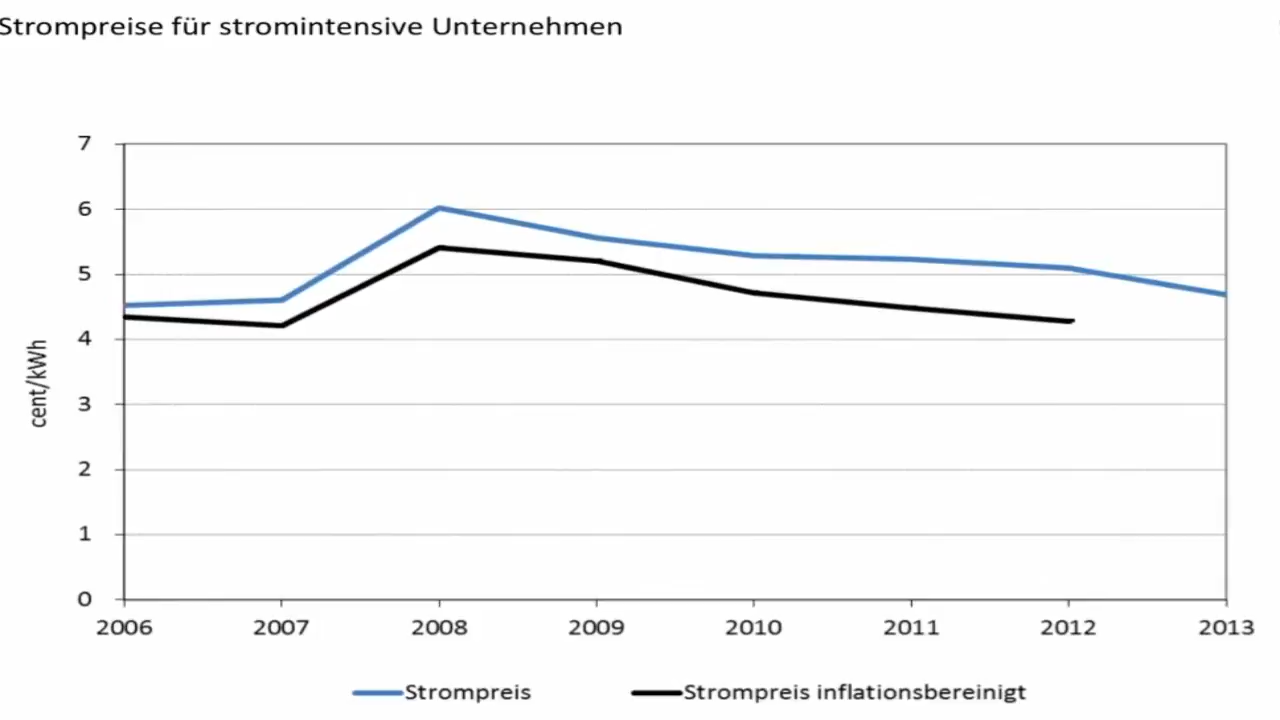 Strompreise für stromintensive Unternehmen
7
6
5
4
3
2
1
0
cent/kWh
2006 2007 2008 2009 2010 2011 2012 2013
Strompreis Strompreis inflationsbereinigt